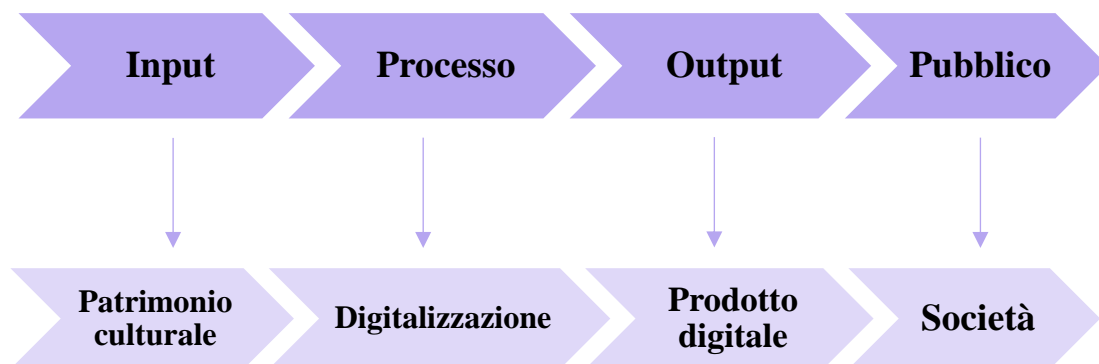 Input
Processo
Output
Pubblico
Patrimonio
culturale
Digitalizzazione
Prodotto
digitale
Società